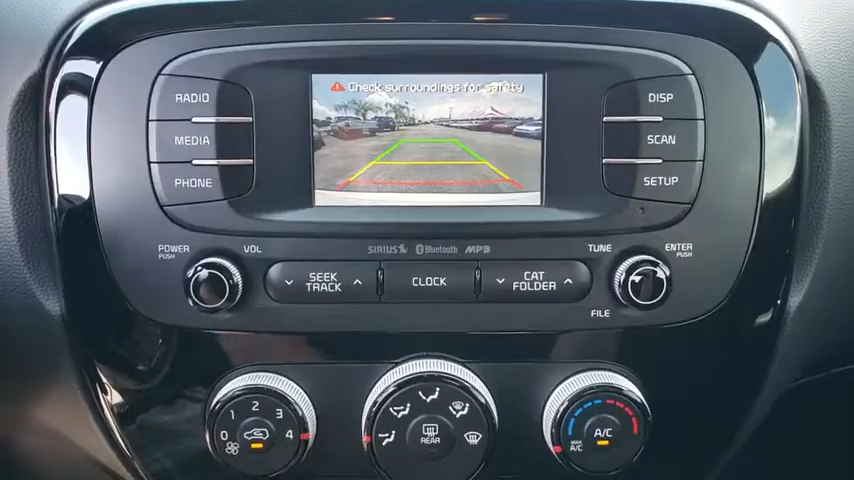 Check surroundings for safety
RADIO
MEDIA
PHONE
DISP
SCAN
SETUP
POWER
PUSH
VOL
SIRIUS
Bluetooth
MP3
TUNE
ENTER
PUSH
SEEK
TRACK
CLOCK
CAT
FOLDER
FILE
0 1 2 3 4
REAR
A/C
MAX
A/C